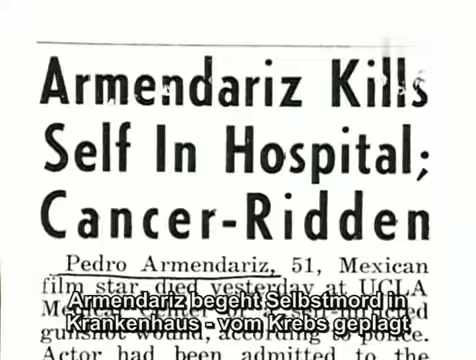 Armendariz Kills
Self In Hospital;
Cancer-Ridden
Pedro Armendariz, 51, Mexican
film star, died yesterday at UCLA
Armendariz begeht Selbstmord in
Krankenhaus - vom Krebs geplagt
gunshot wound, according to police.
Actor had been admitted to the